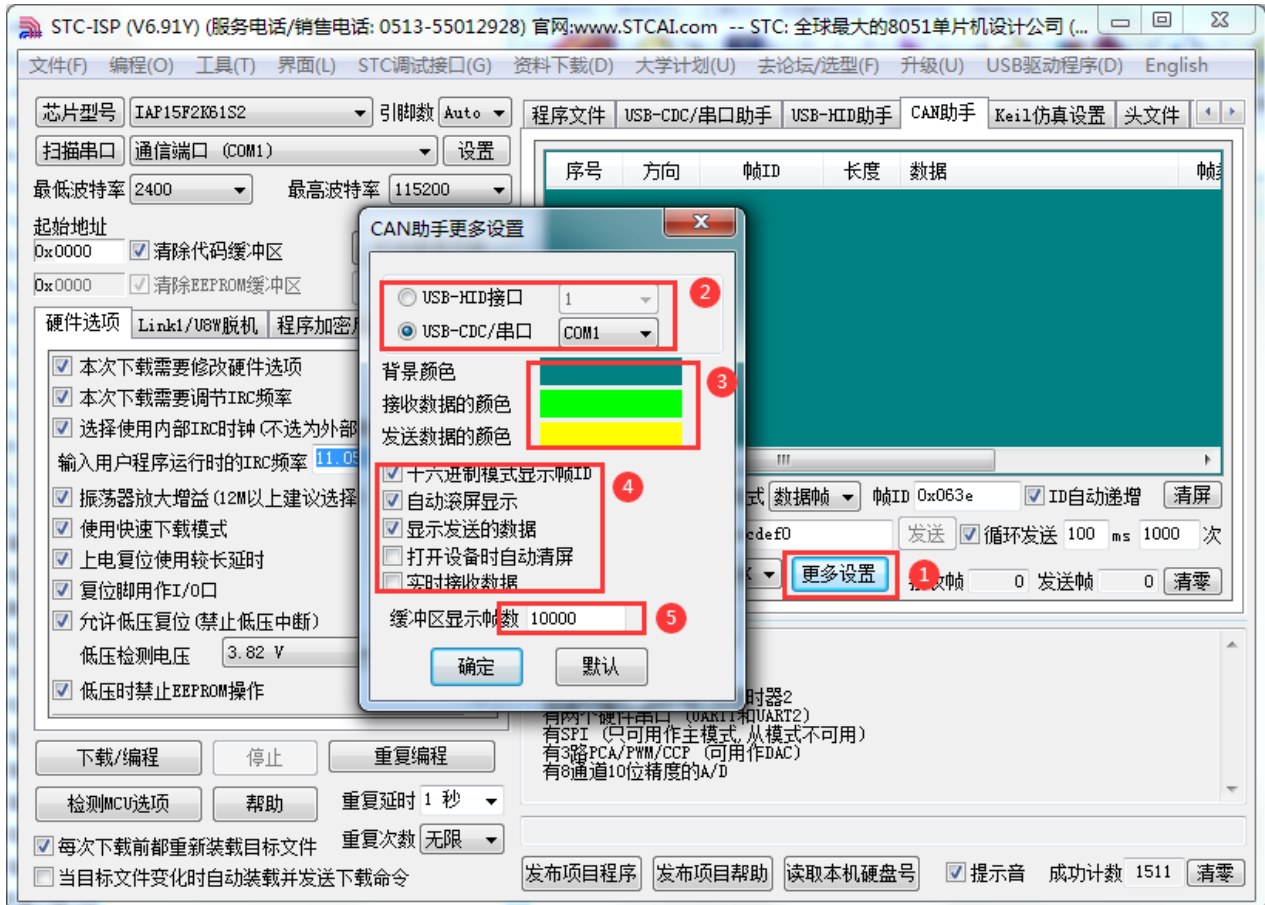 STC-ISP (V6.91Y) (服务电话/销售电话: 0513-55012928) 官网:www.STCAI.com -- STC: 全球最大的8051单片机设计公司 (...
文件(F) 编程(O) 工具(T) 界面(L) STC调试接口(G) 资料下载(D) 大学计划(U) 去论坛/选型(F) 升级(U) USB驱动程序(D) English
芯片型号 IAP15F2K61S2 引脚数 Auto
扫描串口 通信端口 (COM1) 设置
最低波特率 2400 最高波特率 115200
起始地址
0x0000 清除代码缓冲区
0x0000 清除EEPROM缓冲区
硬件选项 Link1/U8W脱机 程序加密
本次下载需要修改硬件选项
本次下载需要调节IRC频率
选择使用内部IRC时钟(不选为外部
输入用户程序运行时的IRC频率 11.05
振荡器放大增益(12M以上建议选择
使用快速下载模式
上电复位使用较长延时
复位脚用作I/O口
允许低压复位(禁止低压中断)
低压检测电压 3.82 V
低压时禁止EEPROM操作
下载/编程 停止 重复编程
检测MCU选项 帮助 重复延时 1 秒
每次下载前都重新装载目标文件 重复次数 无限
当目标文件变化时自动装载并发送下载命令
程序文件 USB-CDC/串口助手 USB-HID助手 CAN助手 Keil仿真设置 头文件
序号 方向 帧ID 长度 数据
CAN助手更多设置
USB-HID接口 1 2
USB-CDC/串口 COM1
背景颜色 3
接收数据的颜色
发送数据的颜色
十六进制模式显示帧ID 4
自动滚屏显示
显示发送的数据
打开设备时自动清屏
实时接收数据
缓冲区显示帧数 10000 5
确定 默认
式 数据帧 帧ID 0x063e ID自动递增 清屏
cdef0 发送 循环发送 100 ms 1000 次
更多设置 1 接收帧 0 发送帧 0 清零
时器2
有两个硬件串口 (UART1和UART2)
有SPI (只可用作主模式,从模式不可用)
有3路PCA/PWM/CCP (可用作DAC)
有8通道10位精度的A/D
发布项目程序 发布项目帮助 读取本机硬盘号 提示音 成功计数 1511 清零